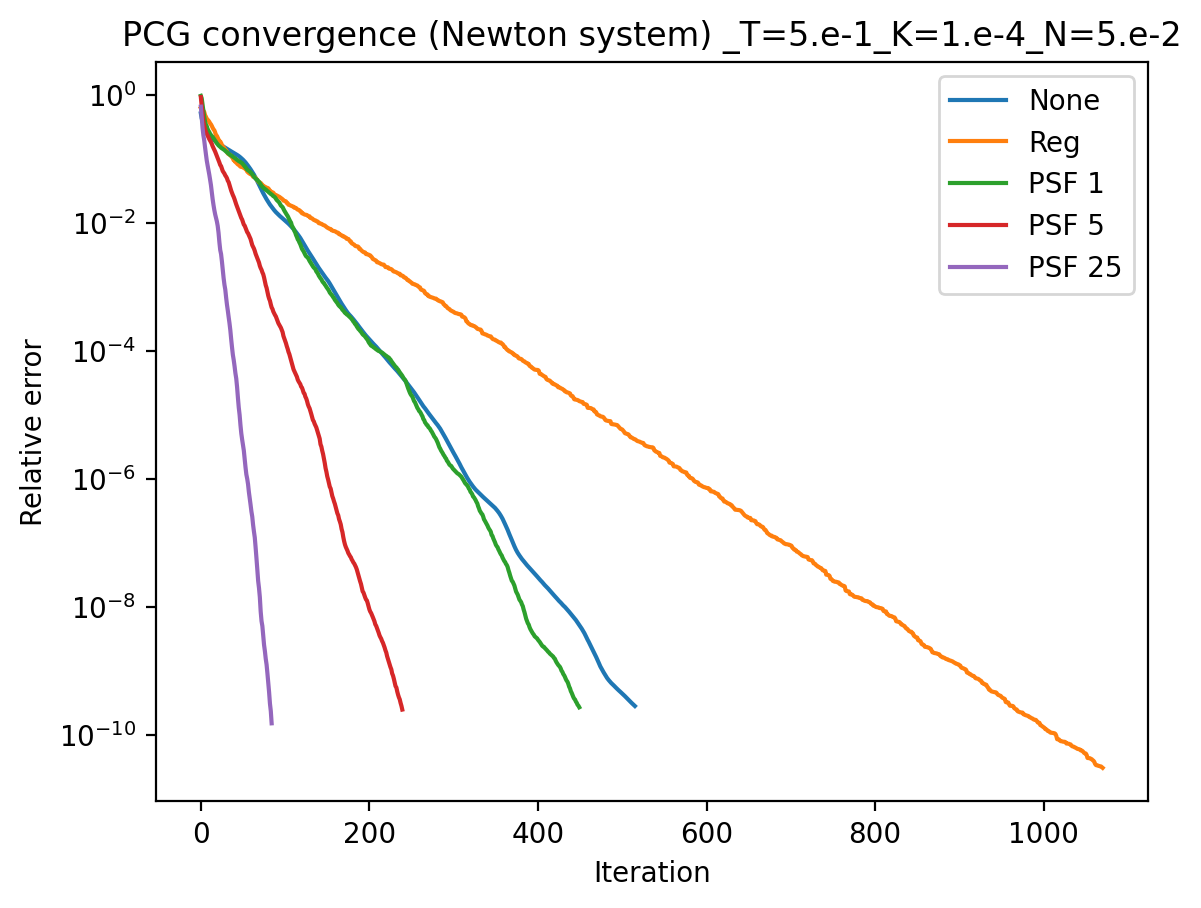 PCG convergence (Newton system) _T=5.e-1_K=1.e-4_N=5.e-2
None
Reg
PSF 1
PSF 5
PSF 25
Relative error
10⁰
10⁻²
10⁻⁴
10⁻⁶
10⁻⁸
10⁻¹⁰
0 200 400 600 800 1000
Iteration